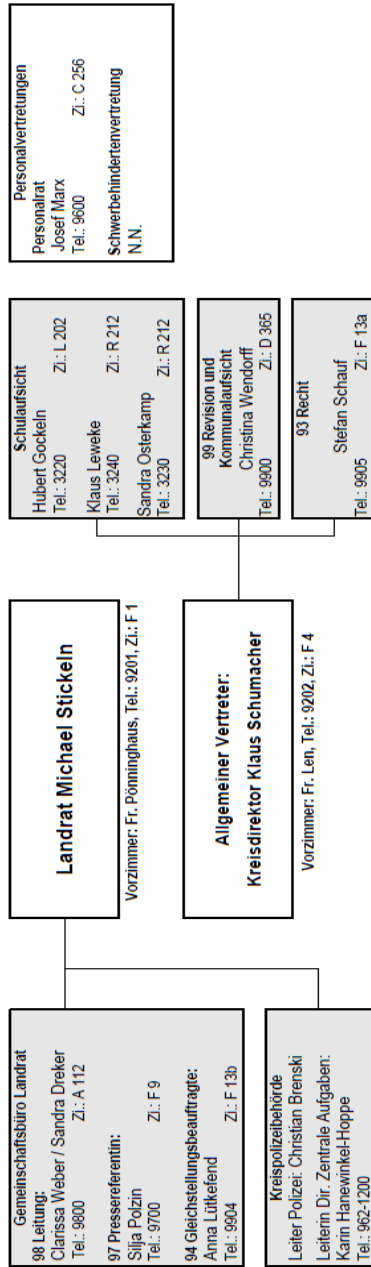 Gemeinschaftsbüro Landrat
98 Leitung:
Clarissa Weber / Sandra Dreker
Tel.: 9800 Zi.: A 112
97 Pressereferentin:
Silja Polzin
Tel.: 9700 Zi.: F 9
94 Gleichstellungsbeauftragte:
Anna Lütkefend
Tel.: 9904 Zi.: F 13b
Kreispolizeibehörde
Leiter Polizei: Christian Brenski
Leiterin Dir. Zentrale Aufgaben:
Karin Hanewinkel-Hoppe
Tel.: 962-1200
Landrat Michael Stickeln
Vorzimmer: Fr. Pönninghaus, Tel.: 9201, Zi.: F 1
Allgemeiner Vertreter:
Kreisdirektor Klaus Schumacher
Vorzimmer: Fr. Len, Tel.: 9202, Zi.: F 4
Schulaufsicht
Hubert Gockeln
Tel.: 3220 Zi.: L 202
Klaus Leweke
Tel.: 3240 Zi.: R 212
Sandra Osterkamp
Tel.: 3230 Zi.: R 212
99 Revision und
Kommunalaufsicht
Christina Wendorff
Tel.: 9900 Zi.: D 365
93 Recht
Stefan Schauf
Tel.: 9905 Zi.: F 13a
Personalvertretungen
Personalrat
Josef Marx
Tel.: 9600 Zi.: C 256
Schwerbehindertenvertretung
N.N.